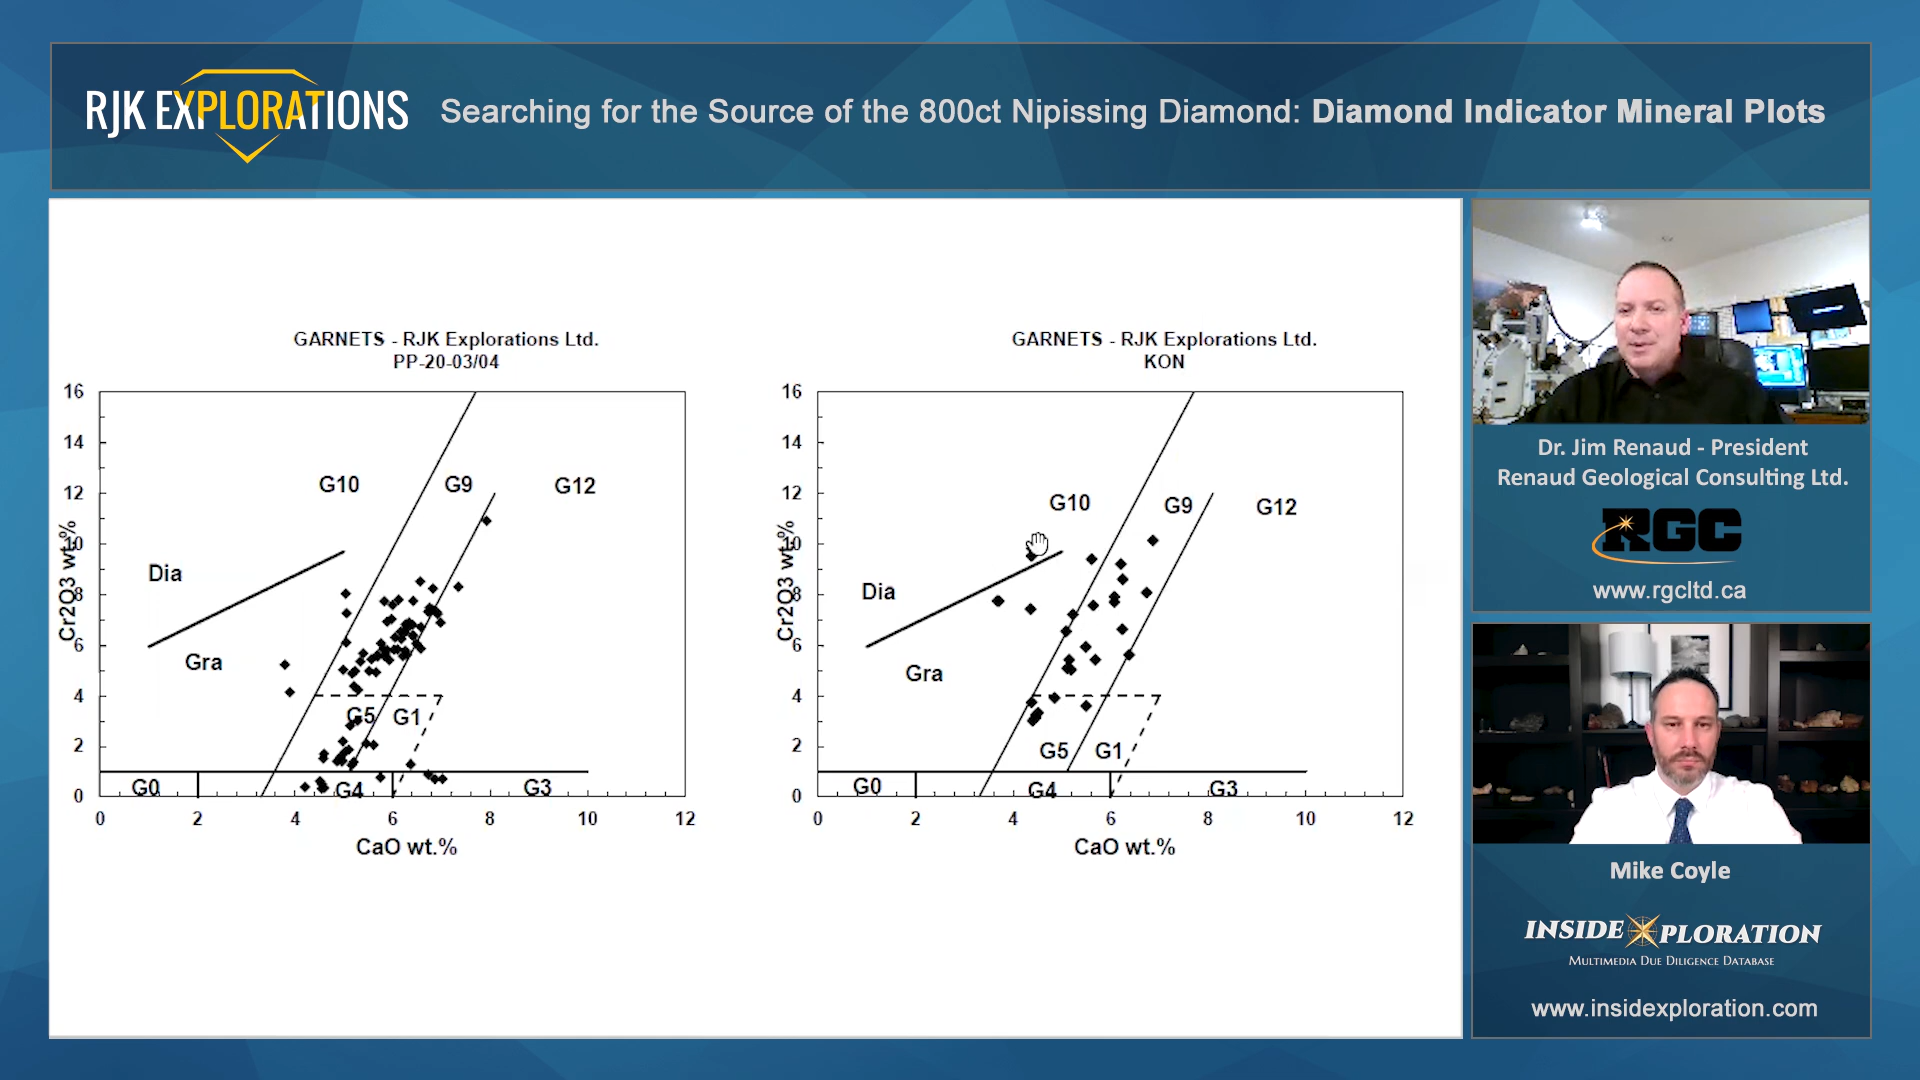 RJK EXPLORATIONS
Searching for the Source of the 800ct Nipissing Diamond: Diamond Indicator Mineral Plots
GARNETS - RJK Explorations Ltd.
PP-20-03/04
16
14
12
10
8
6
4
2
0
Cr2O3 wt.%
G10
G9
G12
Dia
Gra
G5
G1
G0
G4
G3
0 2 4 6 8 10 12
CaO wt.%
GARNETS - RJK Explorations Ltd.
KON
16
14
12
10
8
6
4
2
0
Cr2O3 wt.%
G10
G9
G12
Dia
Gra
G5
G1
G0
G4
G3
0 2 4 6 8 10 12
CaO wt.%
Dr. Jim Renaud - President
Renaud Geological Consulting Ltd.
RGC
www.rgcltd.ca
Mike Coyle
INSIDE XPLORATION
MULTIMEDIA DUE DILIGENCE DATABASE
www.insidexploration.com